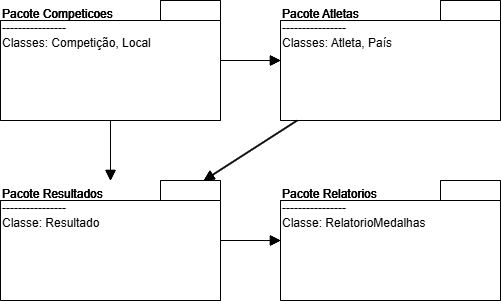 Pacote Competicoes
----------------
Classes: Competição, Local
Pacote Atletas
----------------
Classes: Atleta, País
Pacote Resultados
----------------
Classe: Resultado
Pacote Relatorios
----------------
Classe: RelatorioMedalhas